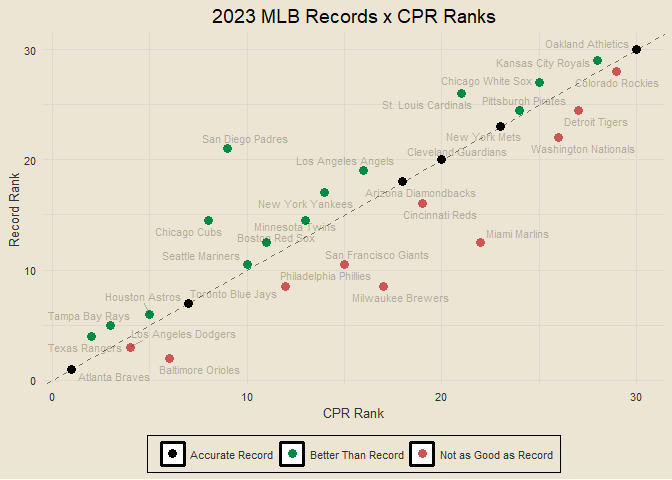 2023 MLB Records x CPR Ranks
30
Oakland Athletics
Kansas City Royals
Chicago White Sox
Colorado Rockies
St. Louis Cardinals
Pittsburgh Pirates
Detroit Tigers
San Diego Padres
New York Mets
Washington Nationals
20
Los Angeles Angels
Cleveland Guardians
Arizona Diamondbacks
New York Yankees
Cincinnati Reds
Chicago Cubs
Minnesota Twins
Miami Marlins
Boston Red Sox
Seattle Mariners
San Francisco Giants
10
Philadelphia Phillies
Houston Astros
Toronto Blue Jays
Milwaukee Brewers
Tampa Bay Rays
Los Angeles Dodgers
Texas Rangers
Baltimore Orioles
Atlanta Braves
0
Record Rank
0
10
20
30
CPR Rank
Accurate Record
Better Than Record
Not as Good as Record